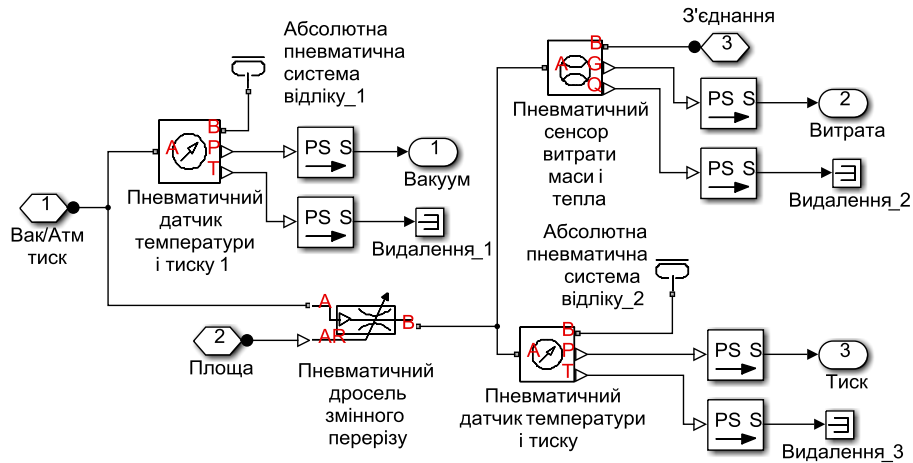 З'єднання
3
Абсолютна
пневматична
система
відліку_1
B
A
G
Q
PS S
2
Витрата
Пневматичний
сенсор
витрати
маси і
тепла
PS S
Видалення_2
B
A
P
T
PS S
1
Вакуум
Пневматичний
датчик
температури
і тиску 1
PS S
Видалення_1
1
Вак/Атм
тиск
Абсолютна
пневматична
система
відліку_2
A
B
AR
2
Площа
Пневматичний
дросель
змінного
перерізу
B
A
P
T
PS S
3
Тиск
Пневматичний
датчик температури
і тиску
PS S
Видалення_3